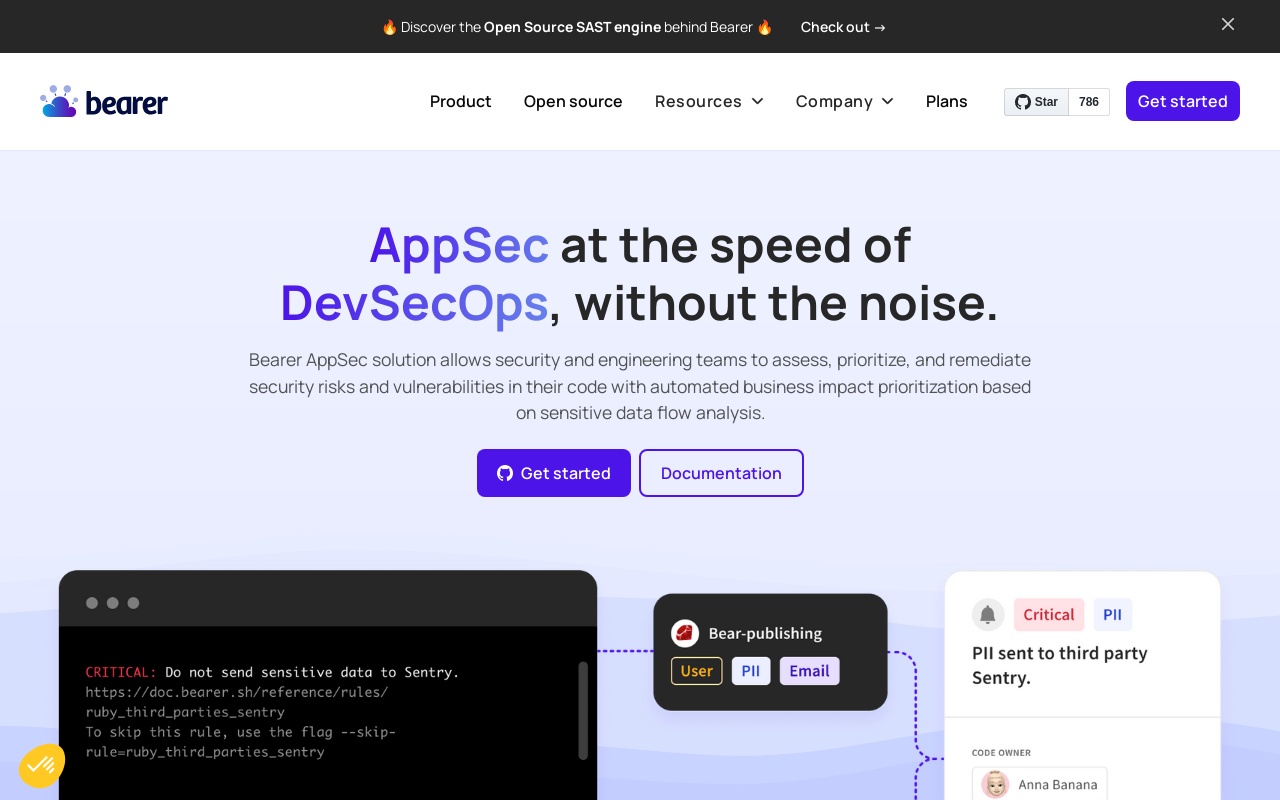 🔥 Discover the Open Source SAST engine behind Bearer 🔥 Check out →
bearer
Product Open source Resources Company Plans Star 786 Get started
AppSec at the speed of
DevSecOps, without the noise.
Bearer AppSec solution allows security and engineering teams to assess, prioritize, and remediate
security risks and vulnerabilities in their code with automated business impact prioritization based
on sensitive data flow analysis.
Get started Documentation
CRITICAL: Do not send sensitive data to Sentry.
https://doc.bearer.sh/reference/rules/
ruby_third_parties_sentry
To skip this rule, use the flag --skip-
rule=ruby_third_parties_sentry
Bear-publishing
User PII Email
Critical PII
PII sent to third party
Sentry.
CODE OWNER
Anna Banana